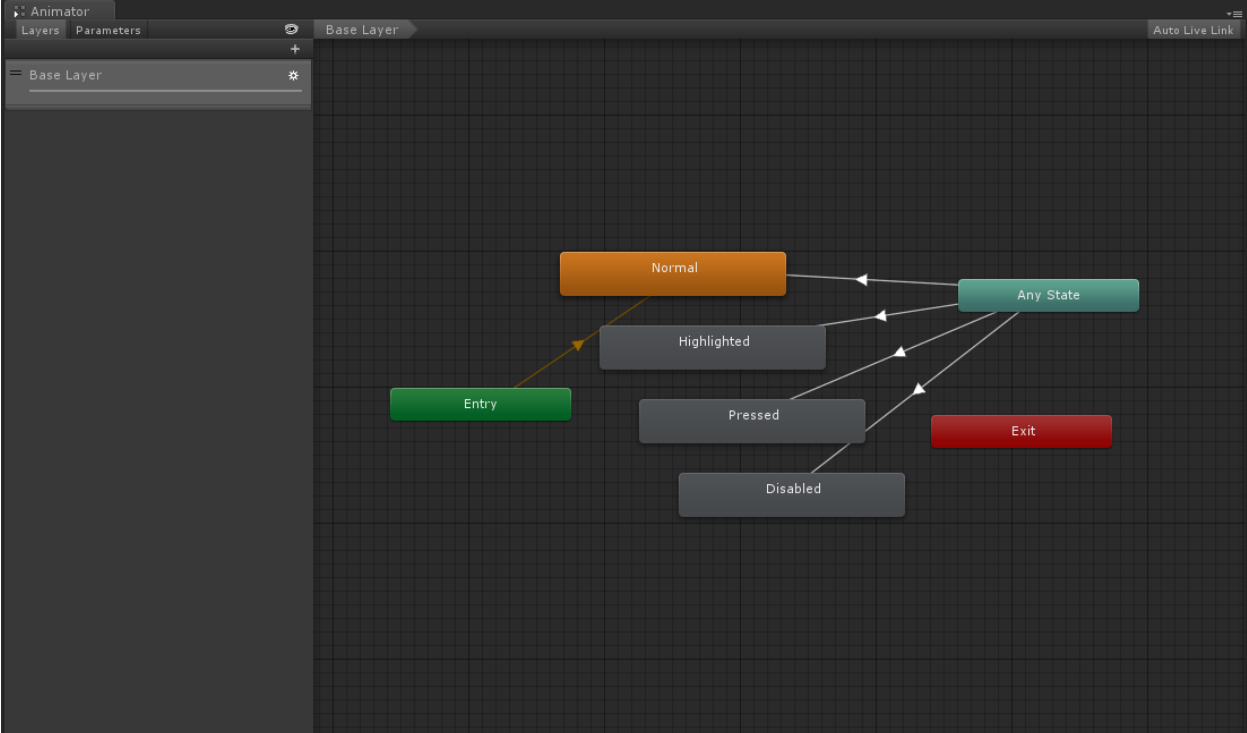 Animator
Layers Parameters
Base Layer
Auto Live Link
Base Layer
Normal
Any State
Highlighted
Entry
Pressed
Exit
Disabled